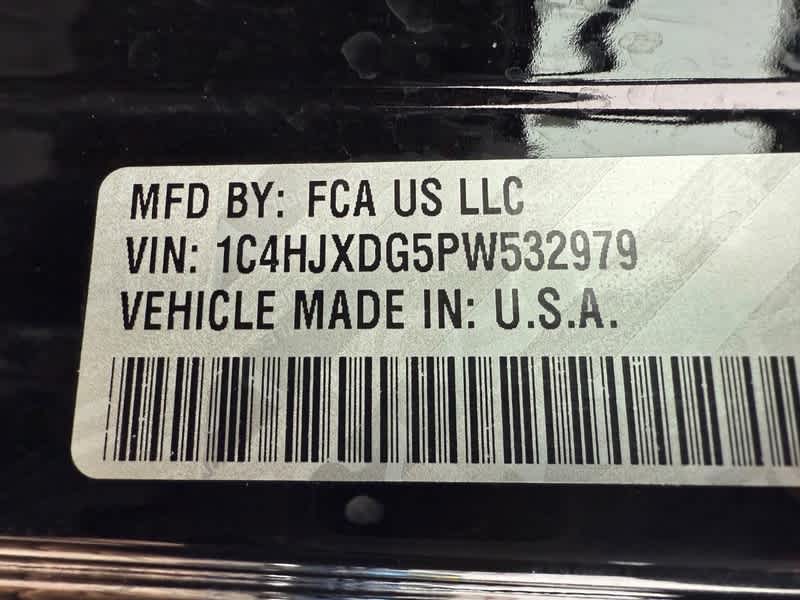 MFD BY: FCA US LLC
VIN: 1C4HJXDG5PW532979
VEHICLE MADE IN: U.S.A.